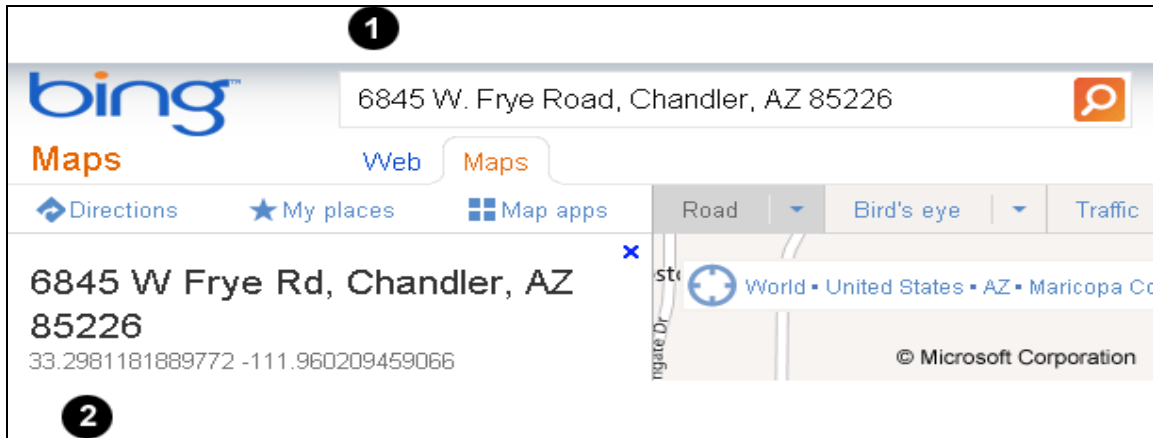 1
bing™
6845 W. Frye Road, Chandler, AZ 85226
Maps
Web Maps
Directions My places Map apps Road Bird's eye Traffic
6845 W Frye Rd, Chandler, AZ
85226
33.2981181889772 -111.960209459066
World ▪ United States ▪ AZ ▪ Maricopa Co
© Microsoft Corporation
2